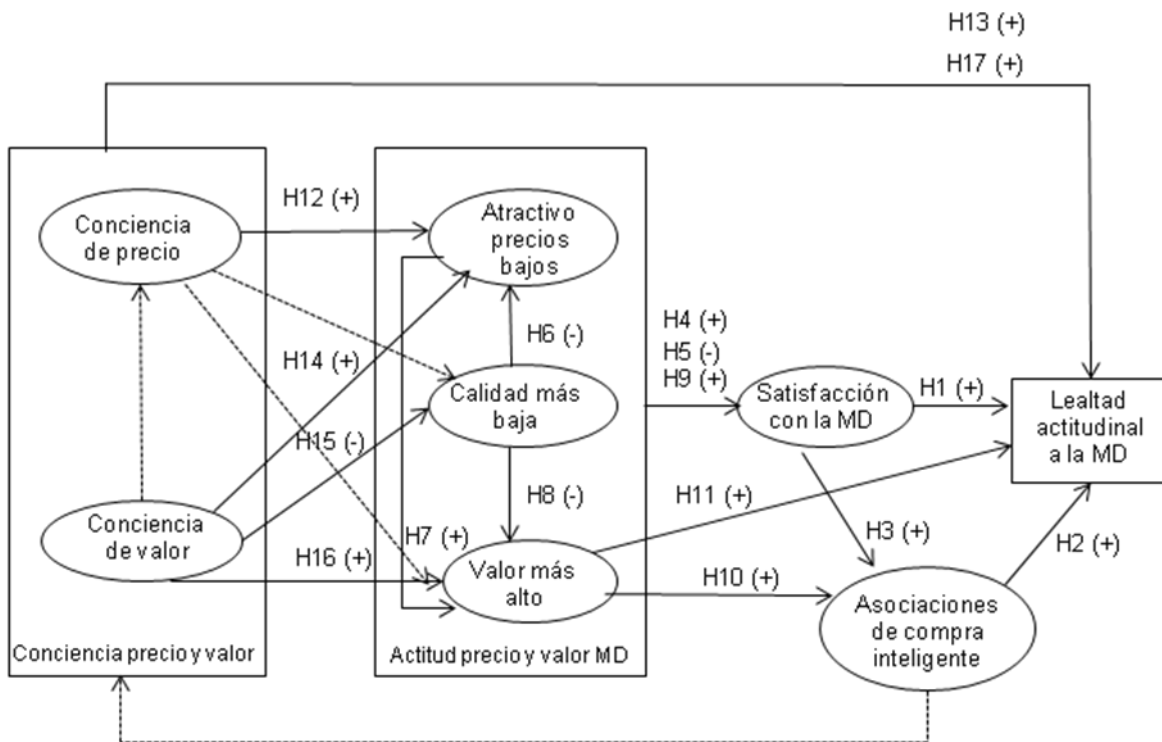 H13 (+)
H17 (+)
H12 (+)
Conciencia
de precio
Atractivo
precios
bajos
H6 (-)
H14 (+)
H4 (+)
H5 (-)
H9 (+)
Calidad más
baja
Satisfacción
con la MD
H1 (+)
Lealtad
actitudinal
a la MD
H15 (-)
H8 (-)
H11 (+)
Conciencia
de valor
H7 (+)
H16 (+)
Valor más
alto
H10 (+)
H3 (+)
H2 (+)
Asociaciones
de compra
inteligente
Conciencia precio y valor
Actitud precio y valor MD